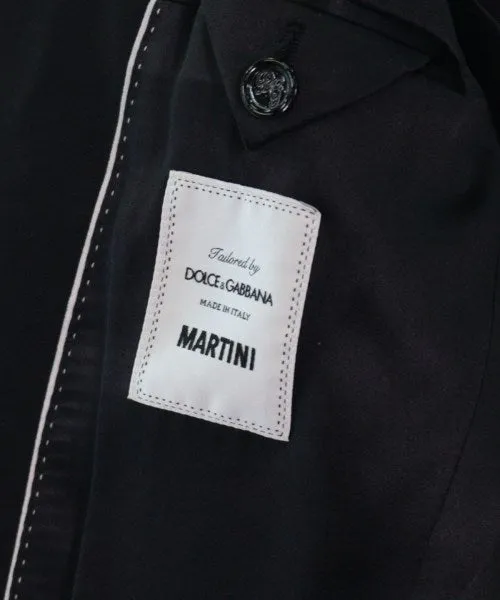 Tailored by
DOLCE & GABBANA
MADE IN ITALY
MARTINI